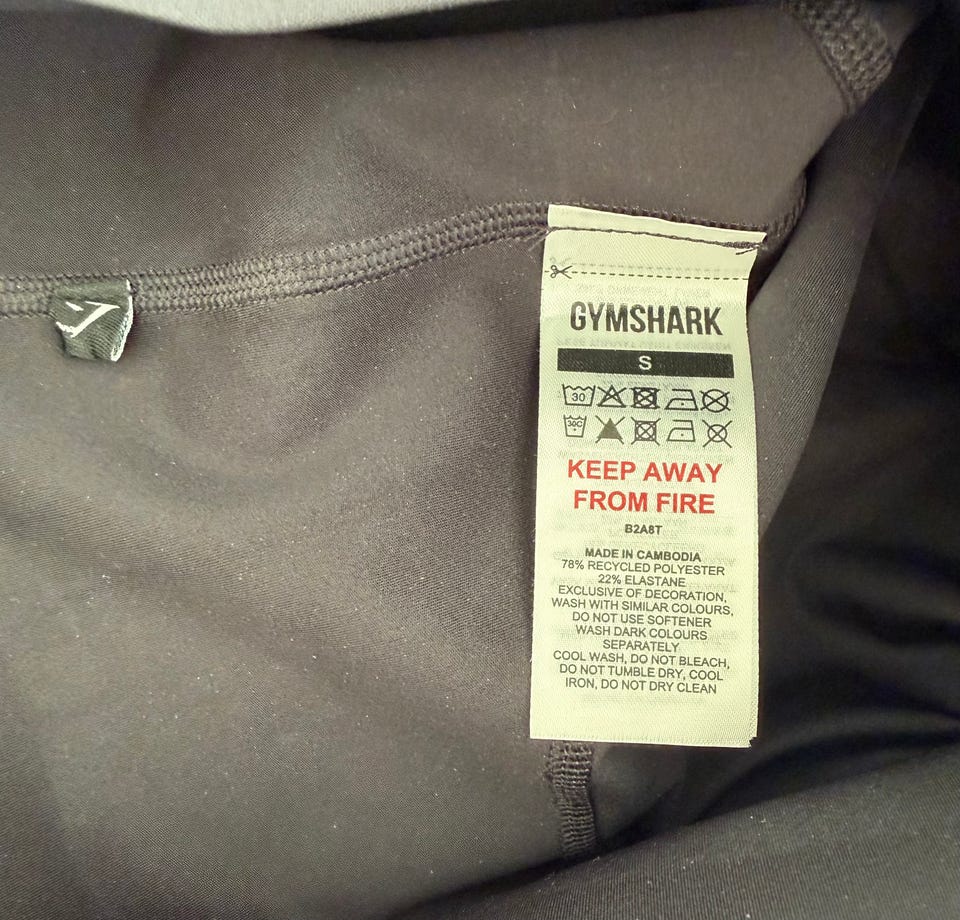 GYMSHARK
S
30
30C
KEEP AWAY
FROM FIRE
B2A8T
MADE IN CAMBODIA
78% RECYCLED POLYESTER
22% ELASTANE
EXCLUSIVE OF DECORATION,
WASH WITH SIMILAR COLOURS,
DO NOT USE SOFTENER
WASH DARK COLOURS
SEPARATELY
COOL WASH, DO NOT BLEACH,
DO NOT TUMBLE DRY, COOL
IRON, DO NOT DRY CLEAN